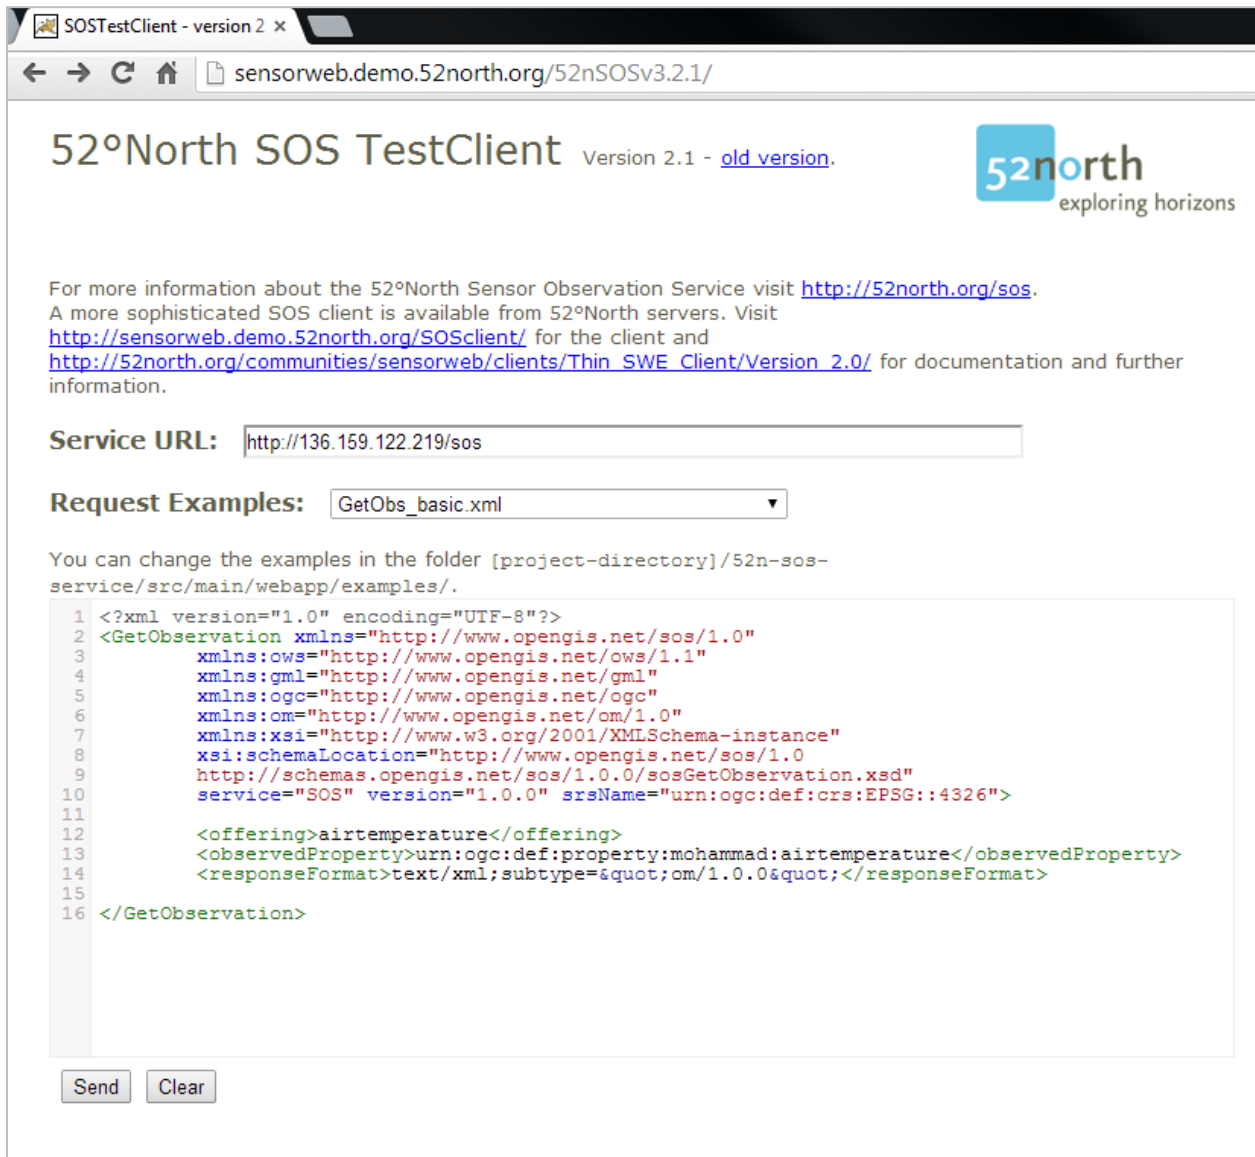 SOSTestClient - version 2 ×
sensorweb.demo.52north.org/52nSOSv3.2.1/
52°North SOS TestClient Version 2.1 - old version.
52north
exploring horizons
For more information about the 52°North Sensor Observation Service visit http://52north.org/sos.
A more sophisticated SOS client is available from 52°North servers. Visit
http://sensorweb.demo.52north.org/SOSclient/ for the client and
http://52north.org/communities/sensorweb/clients/Thin_SWE_Client/Version_2.0/ for documentation and further
information.
Service URL: http://136.159.122.219/sos
Request Examples: GetObs_basic.xml
You can change the examples in the folder [project-directory]/52n-sos-
service/src/main/webapp/examples/.
1 <?xml version="1.0" encoding="UTF-8"?>
2 <GetObservation xmlns="http://www.opengis.net/sos/1.0"
3 xmlns:ows="http://www.opengis.net/ows/1.1"
4 xmlns:gml="http://www.opengis.net/gml"
5 xmlns:ogc="http://www.opengis.net/ogc"
6 xmlns:om="http://www.opengis.net/om/1.0"
7 xmlns:xsi="http://www.w3.org/2001/XMLSchema-instance"
8 xsi:schemaLocation="http://www.opengis.net/sos/1.0
9 http://schemas.opengis.net/sos/1.0.0/sosGetObservation.xsd"
10 service="SOS" version="1.0.0" srsName="urn:ogc:def:crs:EPSG::4326">
11
12 <offering>airtemperature</offering>
13 <observedProperty>urn:ogc:def:property:mohammad:airtemperature</observedProperty>
14 <responseFormat>text/xml;subtype=&quot;om/1.0.0&quot;</responseFormat>
15
16 </GetObservation>
Send Clear